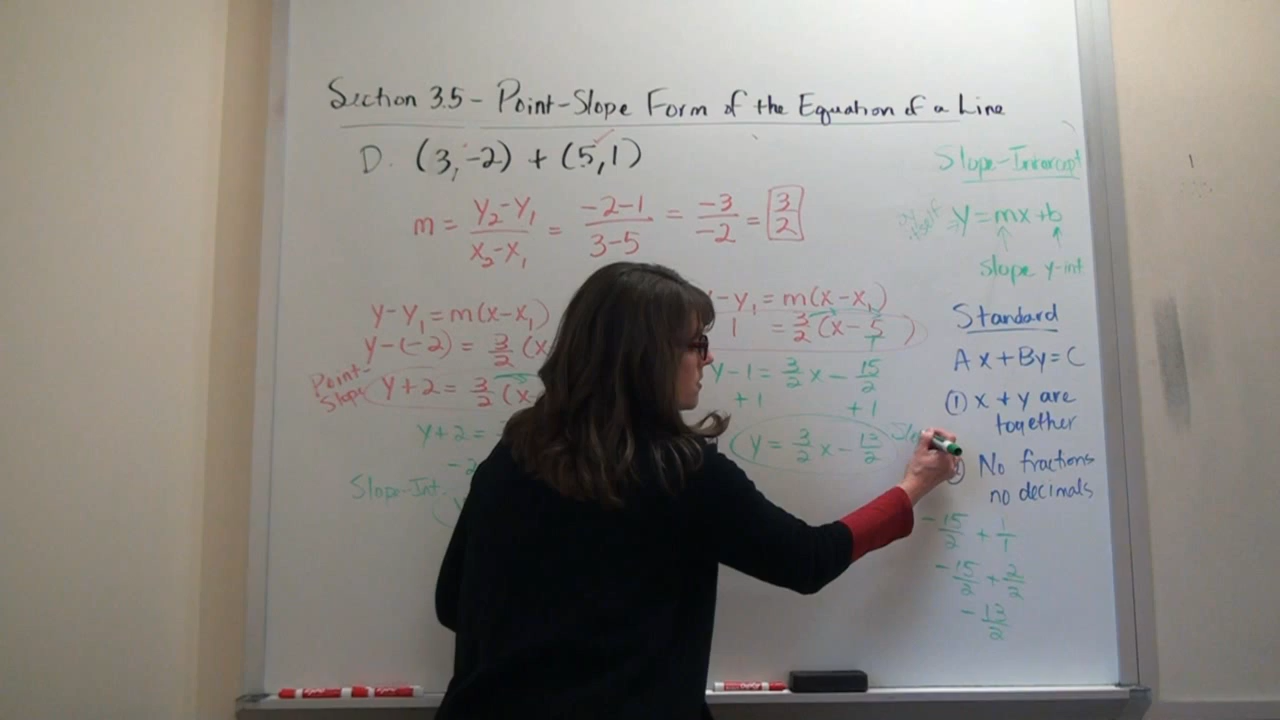 Section 3.5 - Point-Slope Form of the Equation of a Line
D. (3,-2) + (5,1)
m = y₂-y₁/x₂-x₁ = -2-1/3-5 = -3/-2 = 3/2
y-y₁ = m(x-x₁)
y-(-2) = 3/2 (x
Point-Slope y+2 = 3/2 (x-
y+2 =
-2
Slope-Int.
-y₁ = m(x-x₁)
1 = 3/2 (x-5)
y-1 = 3/2 x - 15/2
+1 +1
y = 3/2 x - 13/2
Slope-Intercept
by itself ⇒ y = mx+b
slope y-int
Standard
Ax + By = C
(1) x + y are
together
No fractions
no decimals
-15/2 + 1/1
-15/2 + 2/2
-13/2